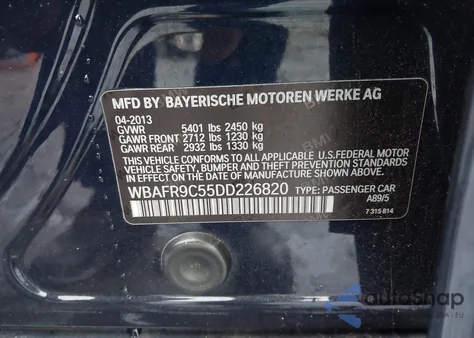 MFD BY BAYERISCHE MOTOREN WERKE AG
04-2013
GVWR 5401 lbs 2450 kg
GAWR FRONT 2712 lbs 1230 kg
GAWR REAR 2932 lbs 1330 kg
THIS VEHICLE CONFORMS TO ALL APPLICABLE U.S.FEDERAL MOTOR
VEHICLE SAFETY, BUMPER, AND THEFT PREVENTION STANDARDS
IN EFFECT ON THE DATE OF MANUFACTURE SHOWN ABOVE.
WBAFR9C55DD226820 TYPE: PASSENGER CAR
A89/5
7 315 814
autosnap
USA - EU